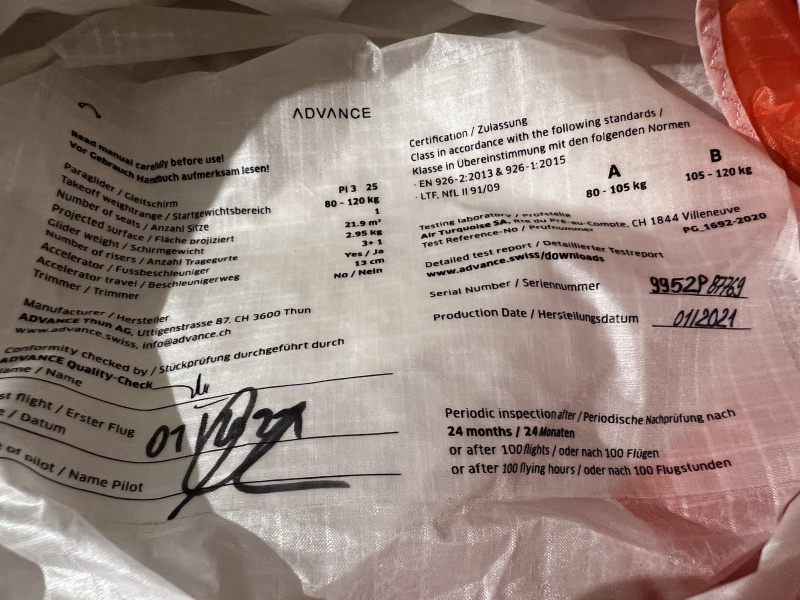 ADVANCE
Read manual carefully before use!
Vor Gebrauch Handbuch aufmerksam lesen!
Paraglider / Gleitschirm Pi 3 25
Takeoff weightrange / Startgewichtsbereich 80 - 120 kg
Number of seats / Anzahl Sitze 1
Projected surface / Fläche projiziert 21.9 m²
Glider weight / Schirmgewicht 2.95 kg
Number of risers / Anzahl Tragegurte 3+ 1
Accelerator / Fussbeschleuniger Yes / Ja
Accelerator travel / Beschleunigerweg 13 cm
Trimmer / Trimmer No / Nein
Manufacturer / Hersteller
ADVANCE Thun AG, Uttigenstrasse 87, CH 3600 Thun
www.advance.swiss, info@advance.ch
Conformity checked by / Stückprüfung durchgeführt durch
ADVANCE Quality-Check
Name / Name
st flight / Erster Flug
e / Datum 01
e of pilot / Name Pilot
Certification / Zulassung
Class in accordance with the following standards /
Klasse in Übereinstimmung mit den folgenden Normen
· EN 926-2:2013 & 926-1:2015
· LTF, NfL II 91/09
A B
80 - 105 kg 105 - 120 kg
Testing laboratory / Prüfstelle
Air Turquoise SA, Rte du Pré-au-Compte, CH 1844 Villeneuve
Test Reference-No / Prüfnummer PG_1692-2020
Detailed test report / Detaillierter Testreport
www.advance.swiss/downloads
Serial Number / Seriennummer 9952P87769
Production Date / Herstellungsdatum 01/2021
Periodic inspection after / Periodische Nachprüfung nach
24 months / 24 Monaten
or after 100 flights / oder nach 100 Flügen
or after 100 flying hours / oder nach 100 Flugstunden